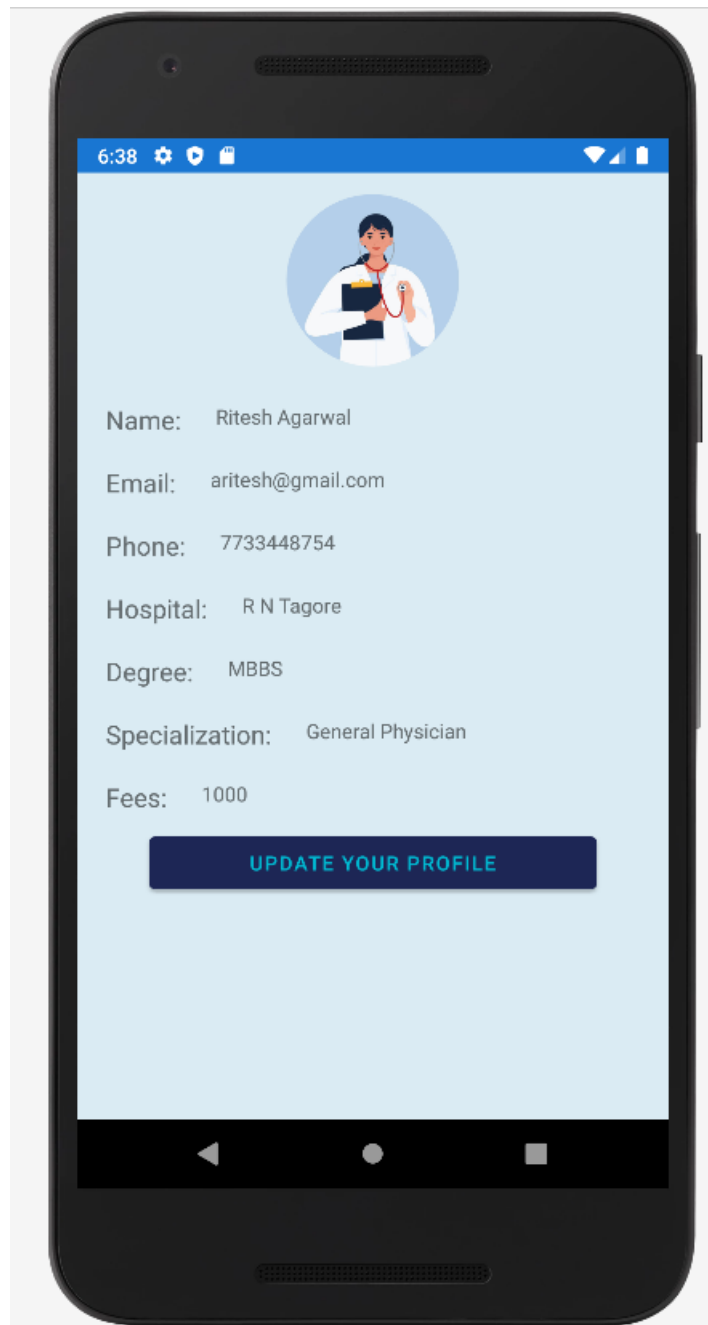 6:38
Name: Ritesh Agarwal
Email: aritesh@gmail.com
Phone: 7733448754
Hospital: R N Tagore
Degree: MBBS
Specialization: General Physician
Fees: 1000
UPDATE YOUR PROFILE